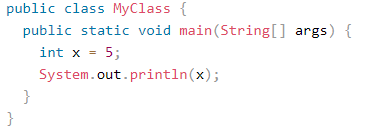 public class MyClass {
  public static void main(String[] args) {
    int x = 5;
    System.out.println(x);
  }
}